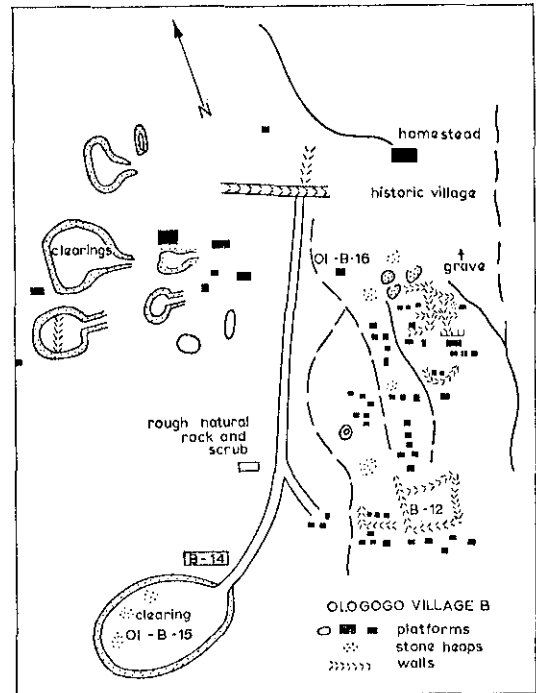 N
homestead
historic village
clearings
OI-B-16
grave
rough natural
rock and
scrub
B-12
B-14
clearing
OI-B-15
OLOGOGO VILLAGE B
platforms
stone heaps
walls